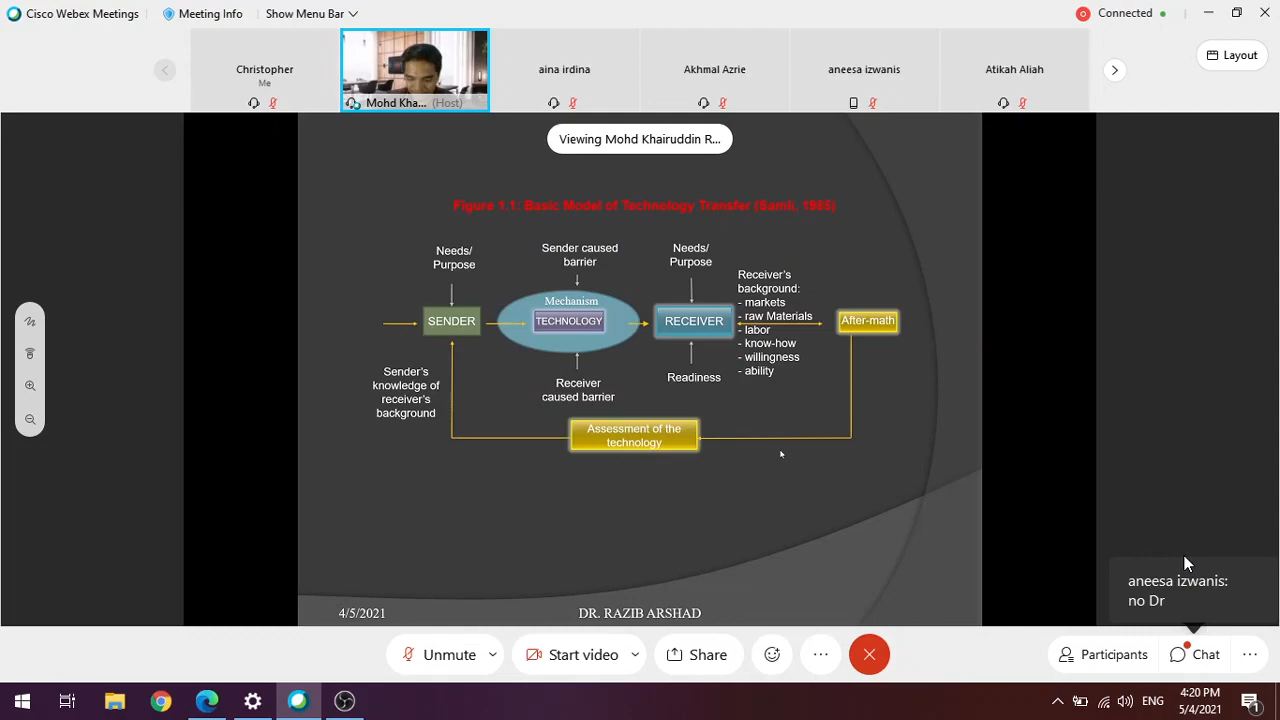 Cisco Webex Meetings
Meeting Info
Show Menu Bar
Connected
Christopher
Me
Mohd Kha... (Host)
aina irdina
Akhmal Azrie
aneesa izwanis
Atikah Aliah
Layout
Viewing Mohd Khairuddin R...
Figure 1.1: Basic Model of Technology Transfer (Samli, 1985)
Needs/
Purpose
Sender caused
barrier
Needs/
Purpose
Receiver's
background:
- markets
- raw Materials
- labor
- know-how
- willingness
- ability
SENDER
Mechanism
TECHNOLOGY
RECEIVER
After-math
Sender's
knowledge of
receiver's
background
Receiver
caused barrier
Readiness
Assessment of the
technology
4/5/2021
DR. RAZIB ARSHAD
aneesa izwanis:
no Dr
Unmute
Start video
Share
Participants
Chat
ENG
4:20 PM
5/4/2021
1